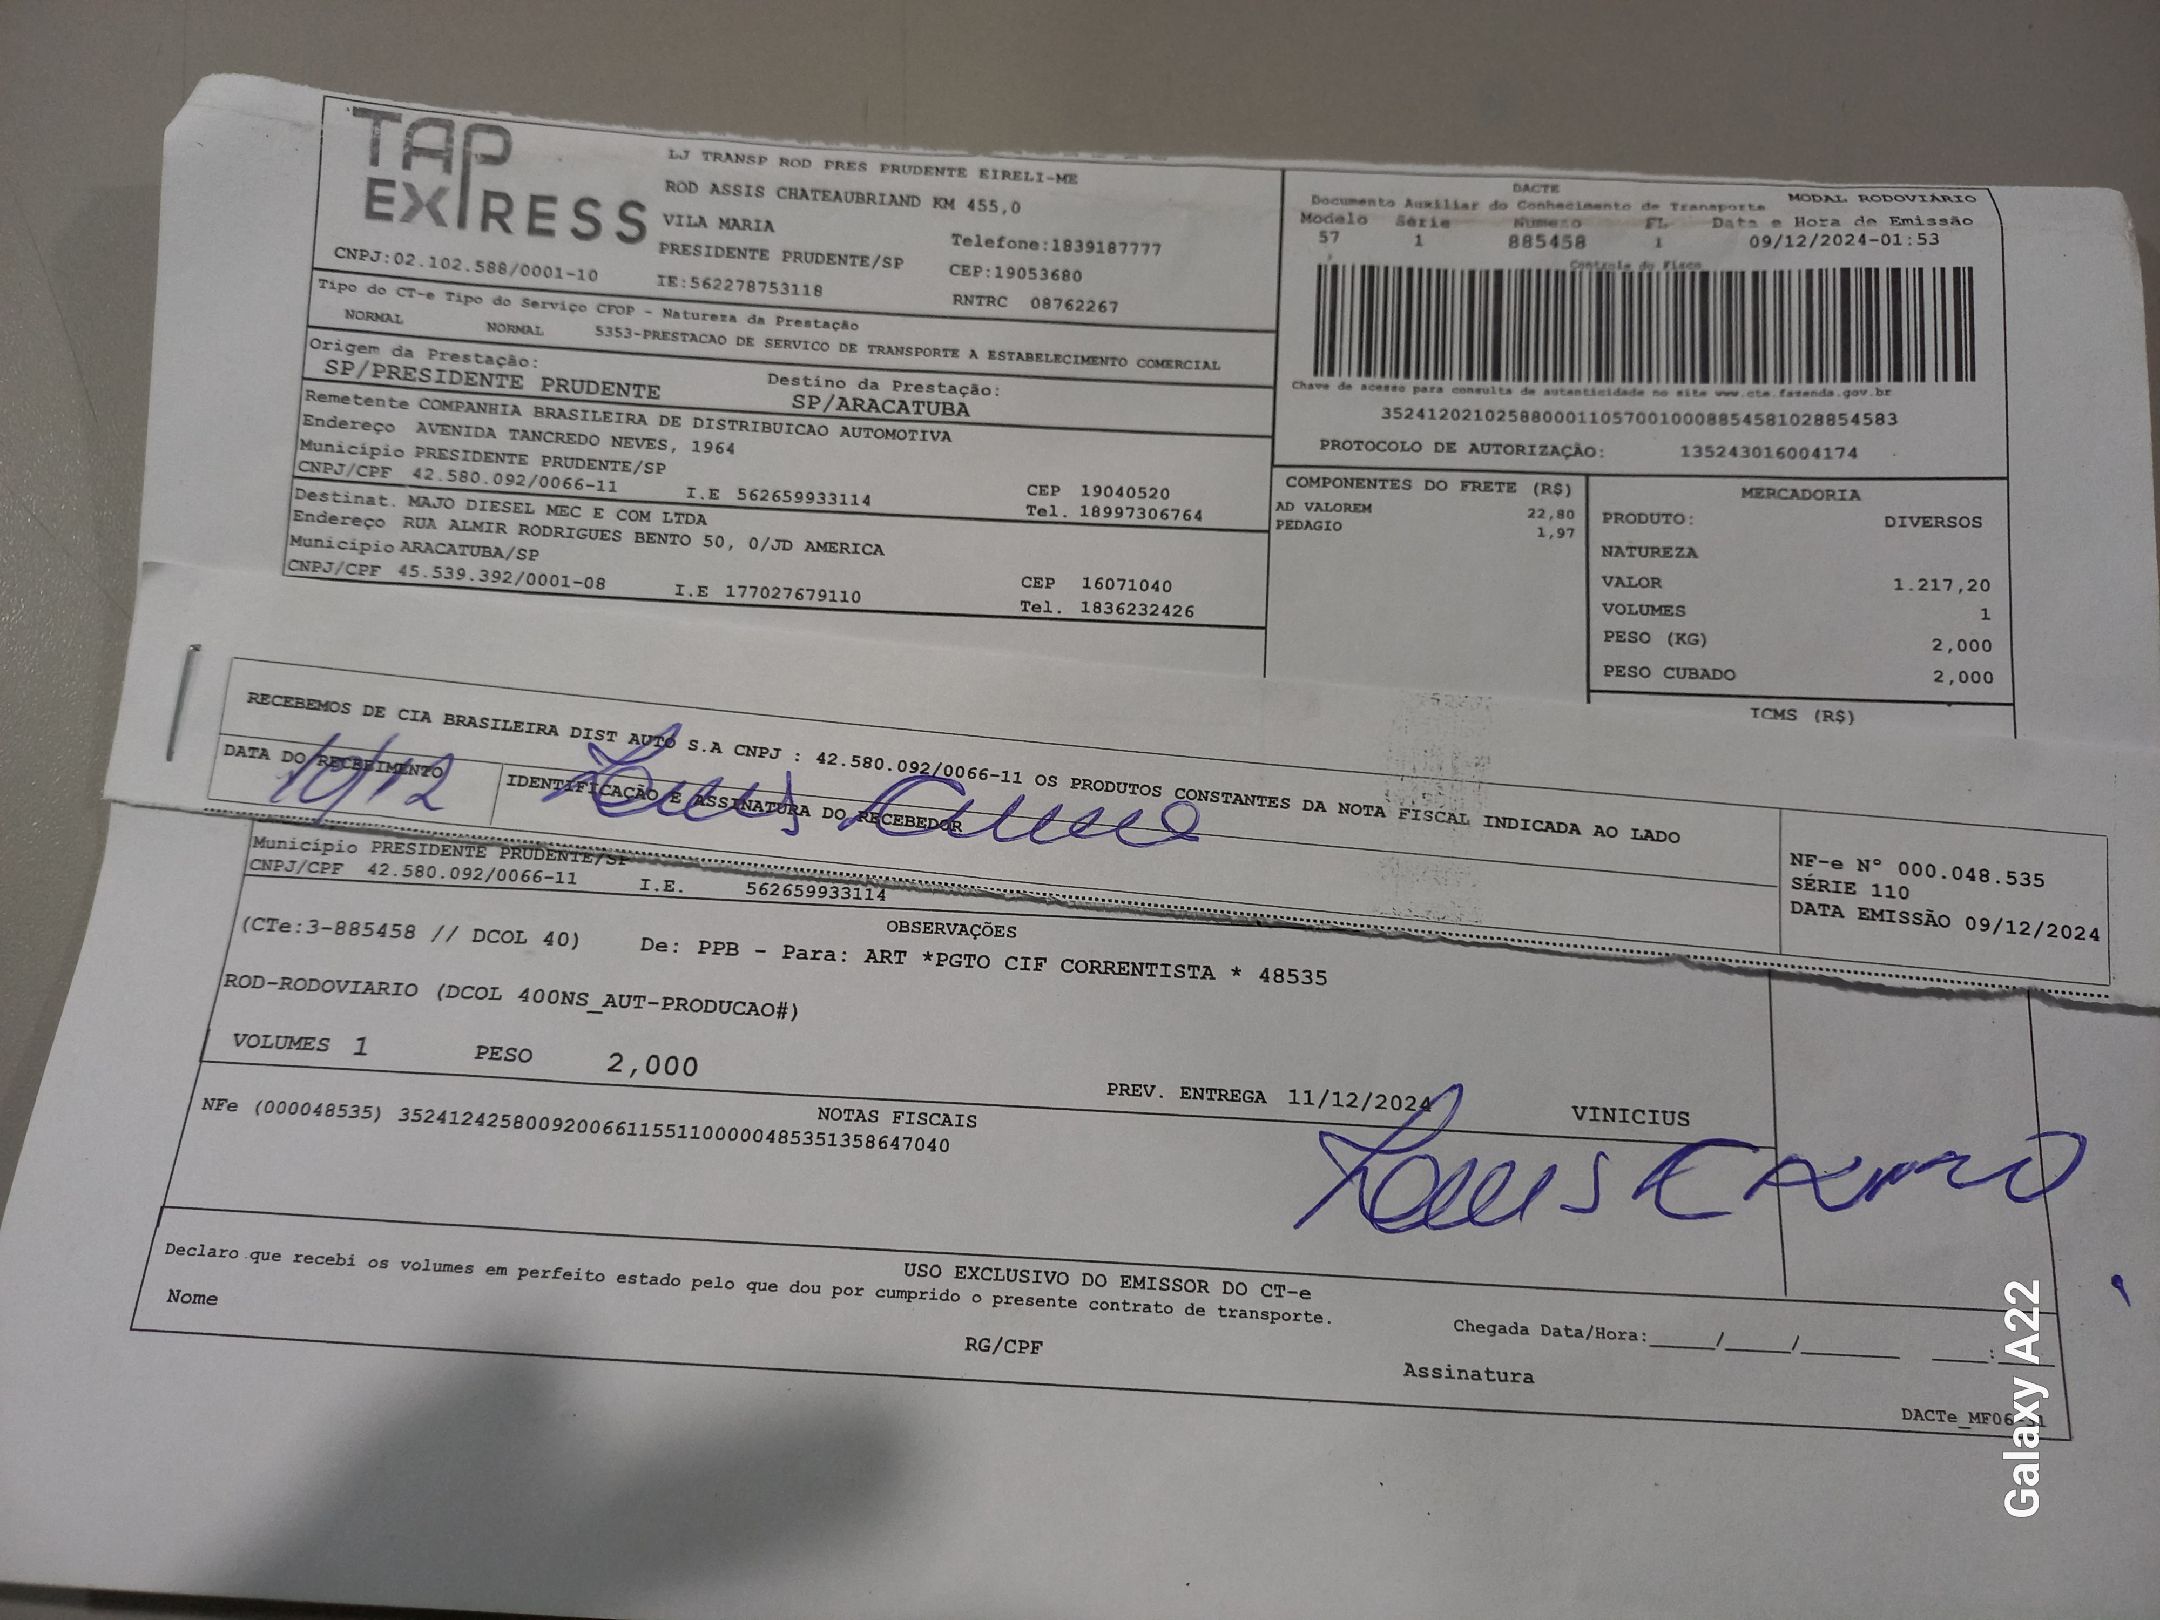 TAP EXPRESS
CNPJ:02.102.588/0001-10
LJ TRANSP ROD PRES PRUDENTE EIRELI-ME
ROD ASSIS CHATEAUBRIAND KM 455,0
VILA MARIA
Telefone:1839187777
PRESIDENTE PRUDENTE/SP
CEP:19053680
IE:562278753118
RNTRC 08762267
DACTE
MODAL RODOVIÁRIO
Documento Auxiliar do Conhecimento de Transporte
Modelo Série Número FL Data e Hora de Emissão
57 1 885458 1 09/12/2024-01:53
Controle do Fisco
Chave de acesso para consulta de autenticidade no site www.cte.fazenda.gov.br
35241202102588000110570010008854581028854583
PROTOCOLO DE AUTORIZAÇÃO: 135243016004174
Tipo do CT-e Tipo do Serviço CFOP - Natureza da Prestação
NORMAL NORMAL 5353-PRESTACAO DE SERVICO DE TRANSPORTE A ESTABELECIMENTO COMERCIAL
Origem da Prestação:
SP/PRESIDENTE PRUDENTE
Destino da Prestação:
SP/ARACATUBA
Remetente COMPANHIA BRASILEIRA DE DISTRIBUICAO AUTOMOTIVA
Endereço AVENIDA TANCREDO NEVES, 1964
Município PRESIDENTE PRUDENTE/SP
CEP 19040520
CNPJ/CPF 42.580.092/0066-11 I.E 562659933114 Tel. 18997306764
Destinat. MAJO DIESEL MEC E COM LTDA
Endereço RUA ALMIR RODRIGUES BENTO 50, 0/JD AMERICA
Município ARACATUBA/SP
CEP 16071040
CNPJ/CPF 45.539.392/0001-08 I.E 177027679110 Tel. 1836232426
COMPONENTES DO FRETE (R$)
AD VALOREM 22,80
PEDAGIO 1,97
MERCADORIA
PRODUTO: DIVERSOS
NATUREZA
VALOR 1.217,20
VOLUMES 1
PESO (KG) 2,000
PESO CUBADO 2,000
ICMS (R$)
RECEBEMOS DE CIA BRASILEIRA DIST AUTO S.A CNPJ : 42.580.092/0066-11 OS PRODUTOS CONSTANTES DA NOTA FISCAL INDICADA AO LADO
DATA DO RECEBIMENTO
10/12
IDENTIFICAÇÃO E ASSINATURA DO RECEBEDOR
NF-e N° 000.048.535
SÉRIE 110
DATA EMISSÃO 09/12/2024
Município PRESIDENTE PRUDENTE/SP
CNPJ/CPF 42.580.092/0066-11 I.E. 562659933114
OBSERVAÇÕES
(CTe:3-885458 // DCOL 40) De: PPB - Para: ART *PGTO CIF CORRENTISTA * 48535
ROD-RODOVIARIO (DCOL 400NS_AUT-PRODUCAO#)
VOLUMES 1 PESO 2,000
PREV. ENTREGA 11/12/2024 VINICIUS
NOTAS FISCAIS
NFe (000048535) 35241242580092006611551100000485351358647040
USO EXCLUSIVO DO EMISSOR DO CT-e
Declaro que recebi os volumes em perfeito estado pelo que dou por cumprido o presente contrato de transporte.
Nome
RG/CPF
Chegada Data/Hora:_____/_____/_______ ____:____
Assinatura
Galaxy A22